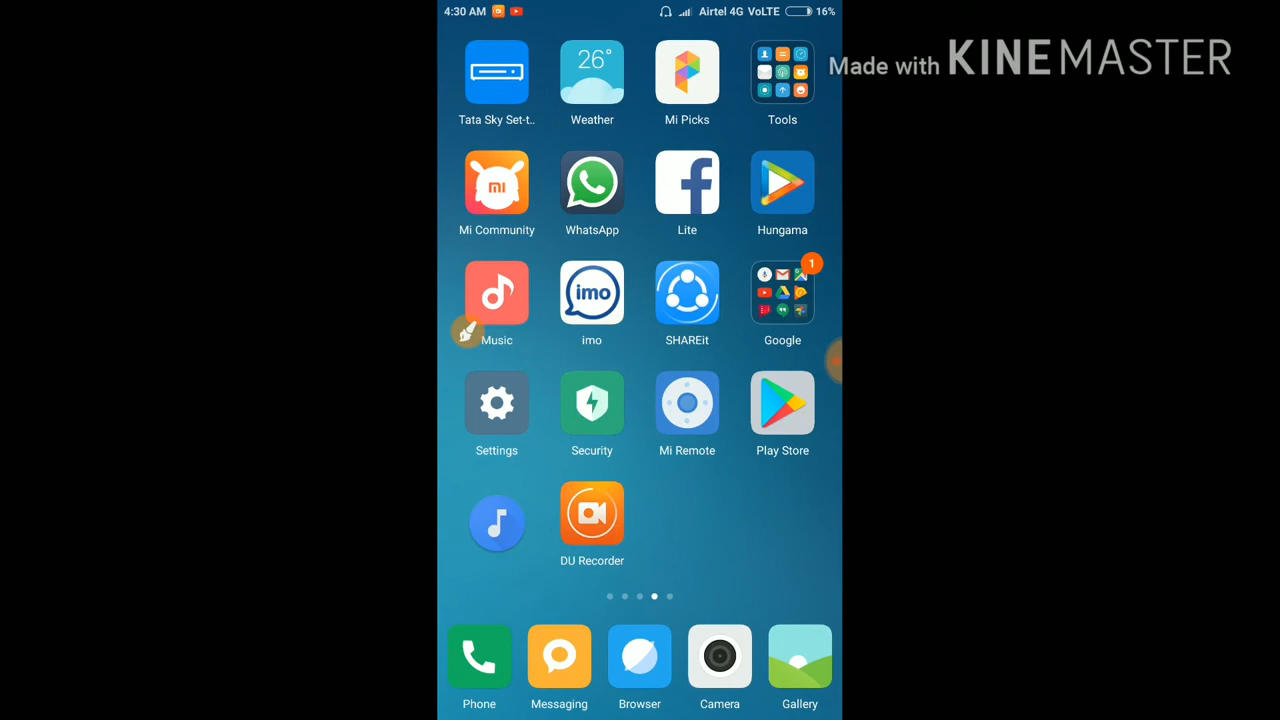 4:30 AM
Airtel 4G VoLTE 16%
Made with KINEMASTER
26°
Tata Sky Set-t.. Weather Mi Picks Tools
mi
Mi Community WhatsApp Lite Hungama
1
imo
Music imo SHAREit Google
Settings Security Mi Remote Play Store
DU Recorder
Phone Messaging Browser Camera Gallery